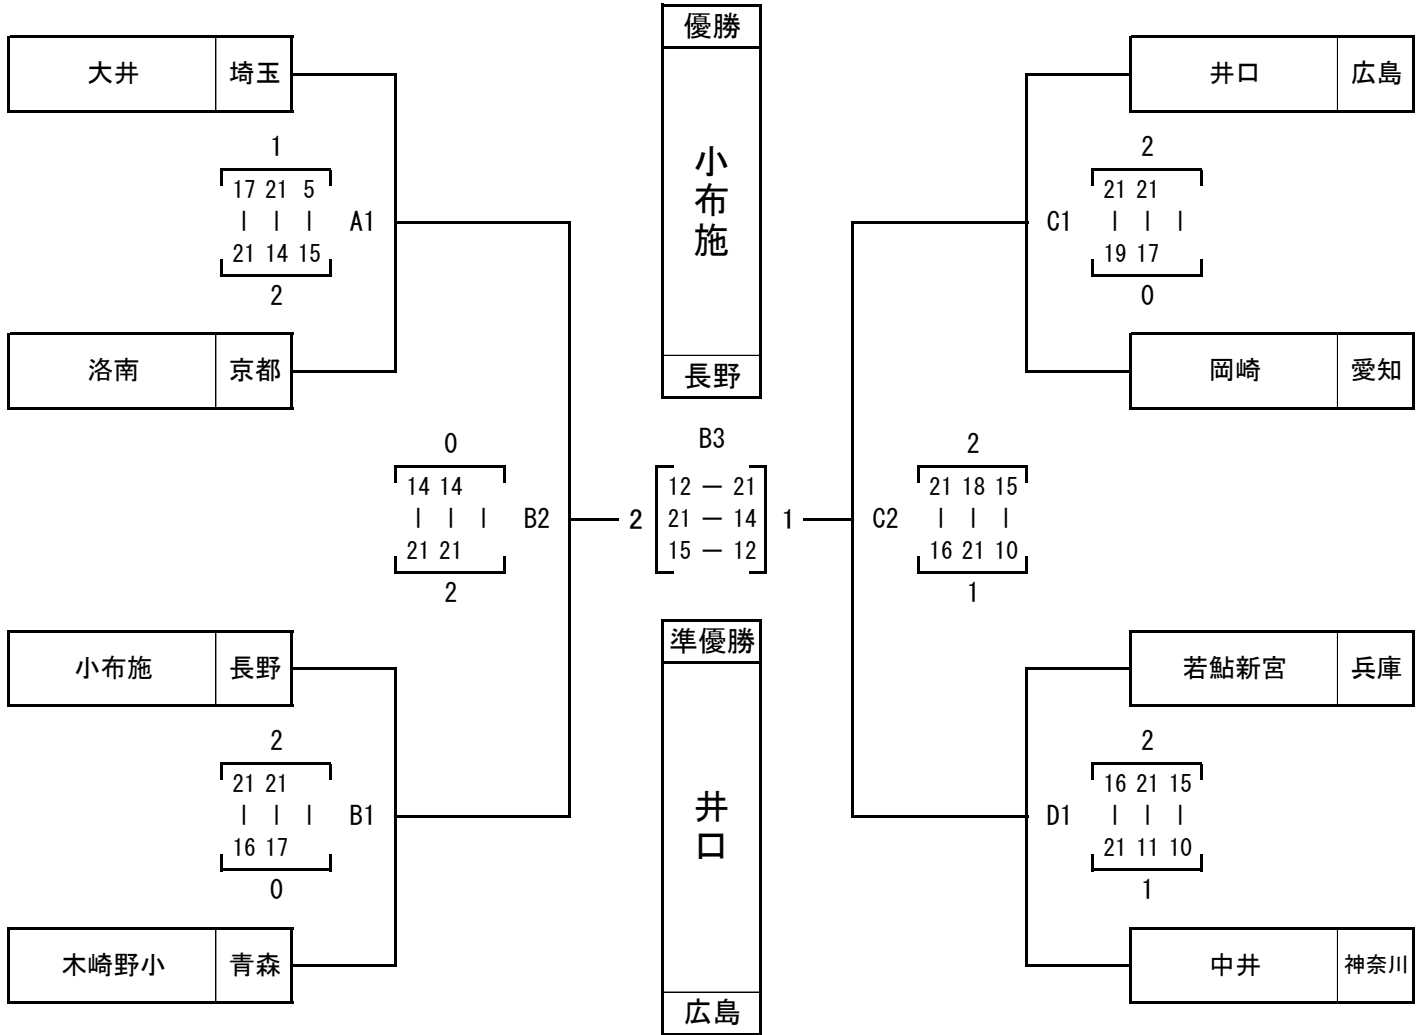 優勝
小布施
長野
大井 埼玉
1
17 21 5
| | |
21 14 15
2
A1
洛南 京都
0
14 14
| | |
21 21
2
B2
小布施 長野
2
21 21
| | |
16 17
0
B1
木崎野小 青森
B3
2
12 — 21
21 — 14
15 — 12
1
準優勝
井口
広島
井口 広島
2
21 21
| | |
19 17
0
C1
岡崎 愛知
2
21 18 15
| | |
16 21 10
1
C2
若鮎新宮 兵庫
2
16 21 15
| | |
21 11 10
1
D1
中井 神奈川